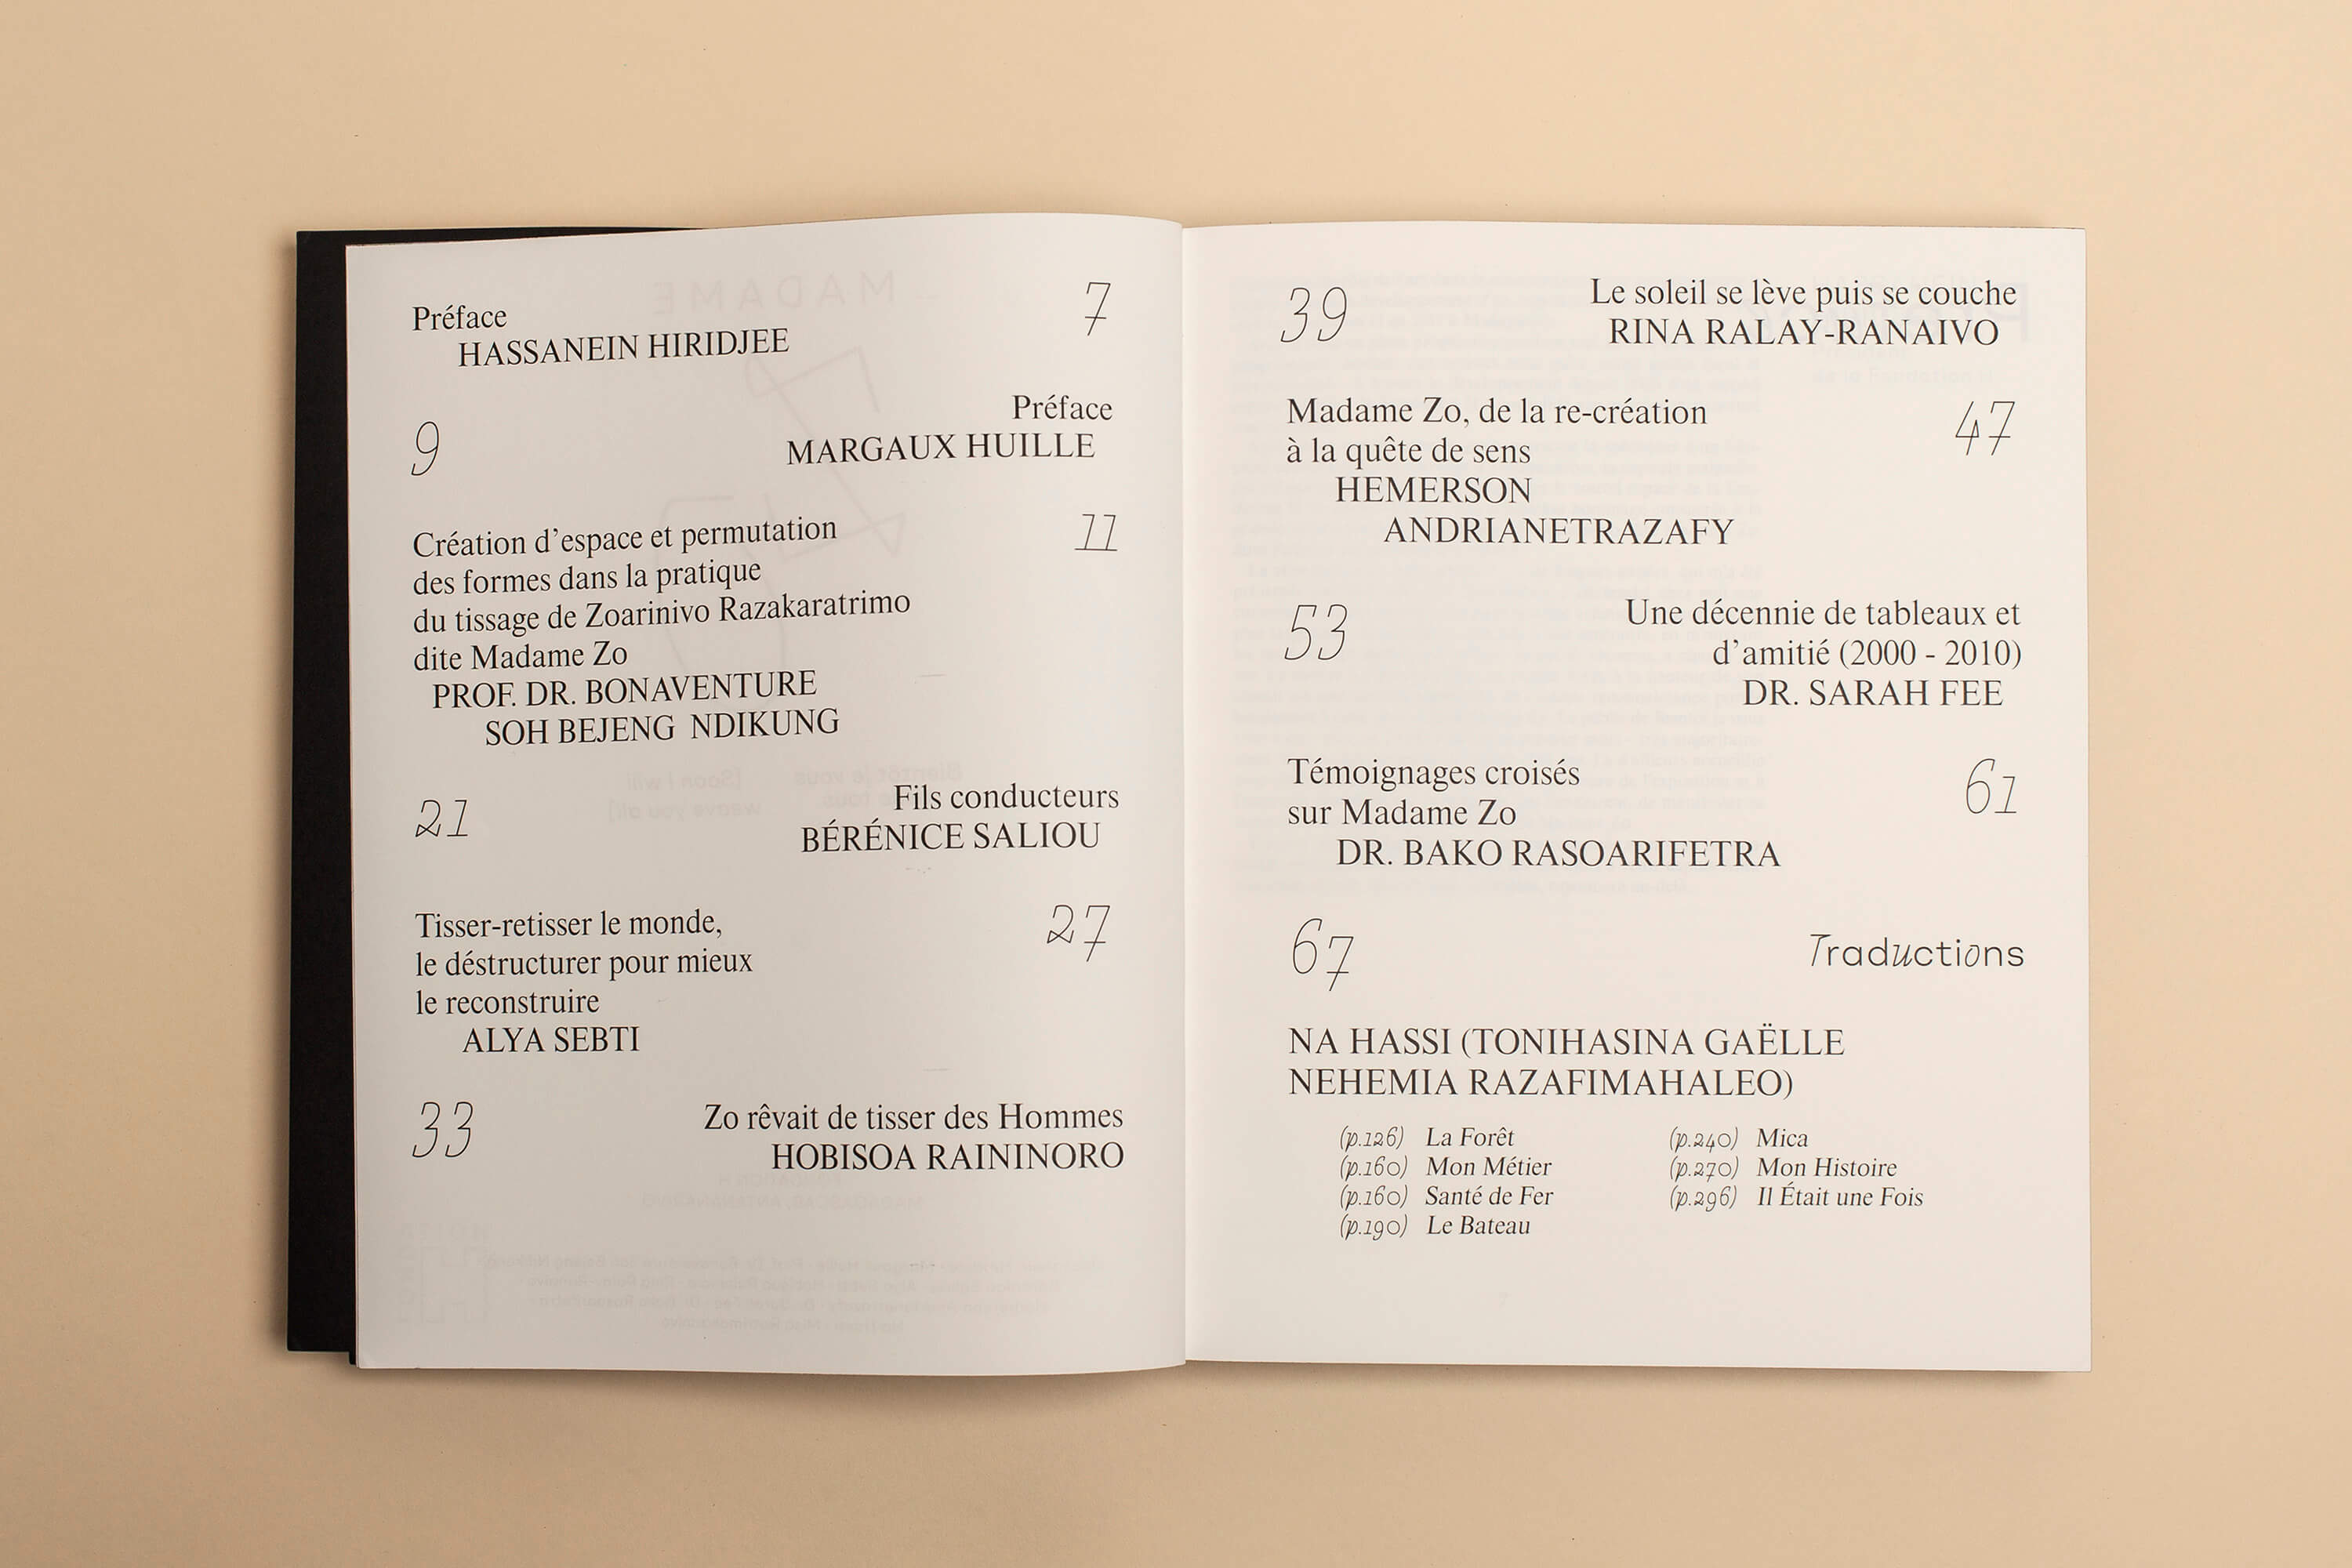 Préface
HASSANEIN HIRIDJEE
7
9
Préface
MARGAUX HUILLE
Création d’espace et permutation
des formes dans la pratique
du tissage de Zoarinivo Razakaratrimo
dite Madame Zo
PROF. DR. BONAVENTURE
SOH BEJENG NDIKUNG
11
21
Fils conducteurs
BÉRÉNICE SALIOU
Tisser-retisser le monde,
le déstructurer pour mieux
le reconstruire
ALYA SEBTI
27
33
Zo rêvait de tisser des Hommes
HOBISOA RAININORO
39
Le soleil se lève puis se couche
RINA RALAY-RANAIVO
Madame Zo, de la re-création
à la quête de sens
HEMERSON
ANDRIANETRAZAFY
47
53
Une décennie de tableaux et
d’amitié (2000 - 2010)
DR. SARAH FEE
Témoignages croisés
sur Madame Zo
DR. BAKO RASOARIFETRA
61
67
Traductions
NA HASSI (TONIHASINA GAËLLE
NEHEMIA RAZAFIMAHALEO)
(p.126) La Forêt
(p.160) Mon Métier
(p.160) Santé de Fer
(p.190) Le Bateau
(p.240) Mica
(p.270) Mon Histoire
(p.296) Il Était une Fois